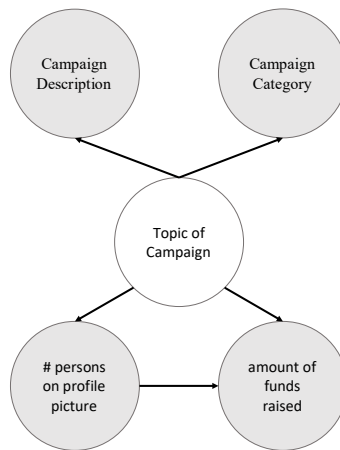 Campaign
Description
Campaign
Category
Topic of
Campaign
# persons
on profile
picture
amount of
funds
raised